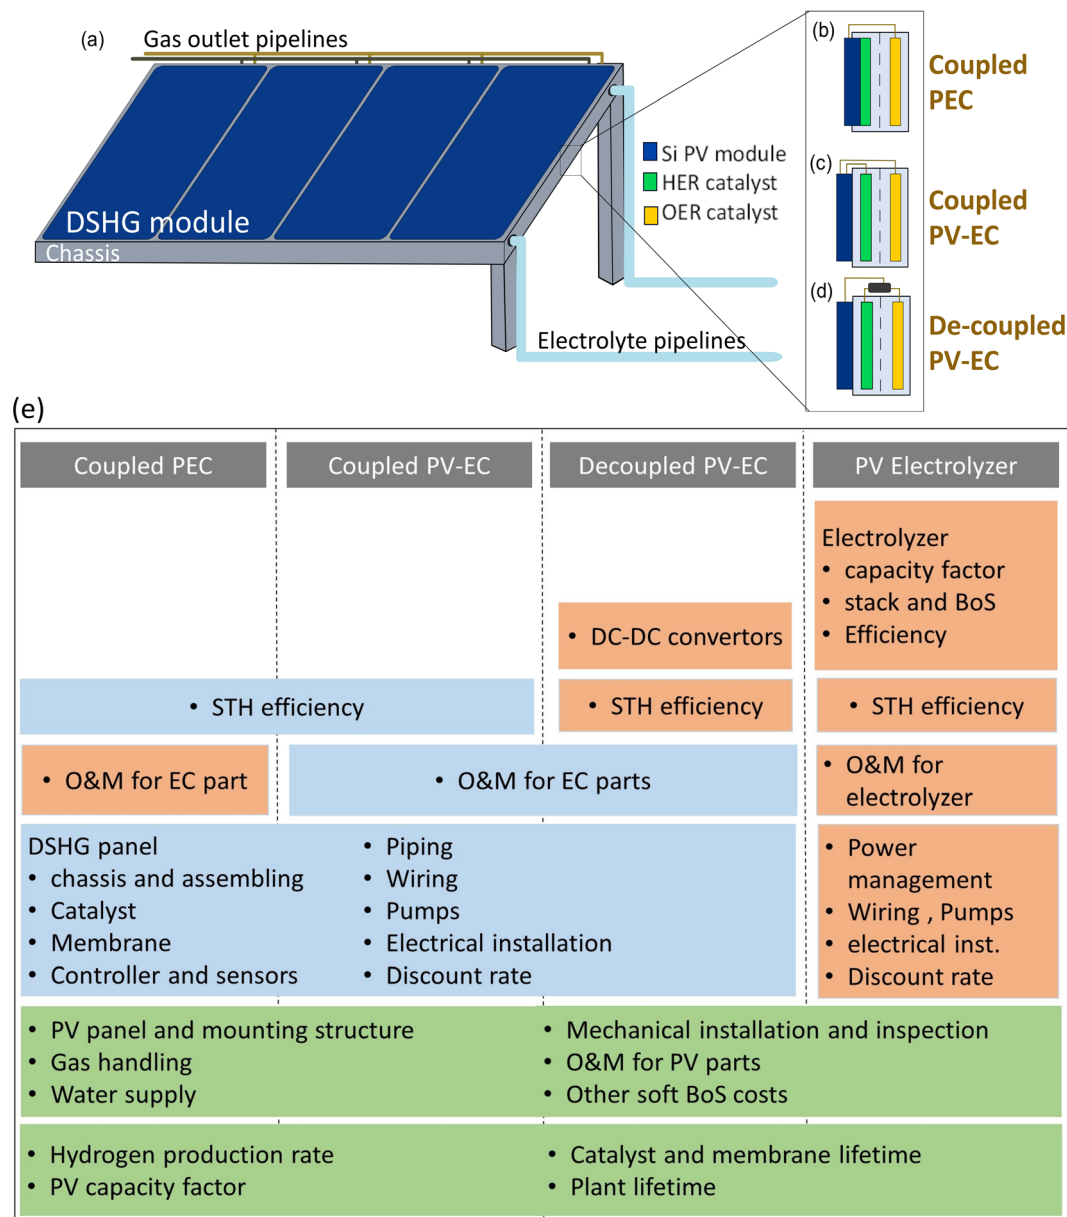 (a)
Gas outlet pipelines
DSHG module
Chassis
Electrolyte pipelines
Si PV module
HER catalyst
OER catalyst
(b)
Coupled
PEC
(c)
Coupled
PV-EC
(d)
De-coupled
PV-EC
(e)
Coupled PEC
Coupled PV-EC
Decoupled PV-EC
PV Electrolyzer
Electrolyzer
• capacity factor
• stack and BoS
• Efficiency
• DC-DC convertors
• STH efficiency
• STH efficiency
• STH efficiency
• O&M for EC part
• O&M for EC parts
• O&M for
electrolyzer
DSHG panel
• chassis and assembling
• Catalyst
• Membrane
• Controller and sensors
• Piping
• Wiring
• Pumps
• Electrical installation
• Discount rate
• Power
management
• Wiring , Pumps
• electrical inst.
• Discount rate
• PV panel and mounting structure
• Gas handling
• Water supply
• Mechanical installation and inspection
• O&M for PV parts
• Other soft BoS costs
• Hydrogen production rate
• PV capacity factor
• Catalyst and membrane lifetime
• Plant lifetime